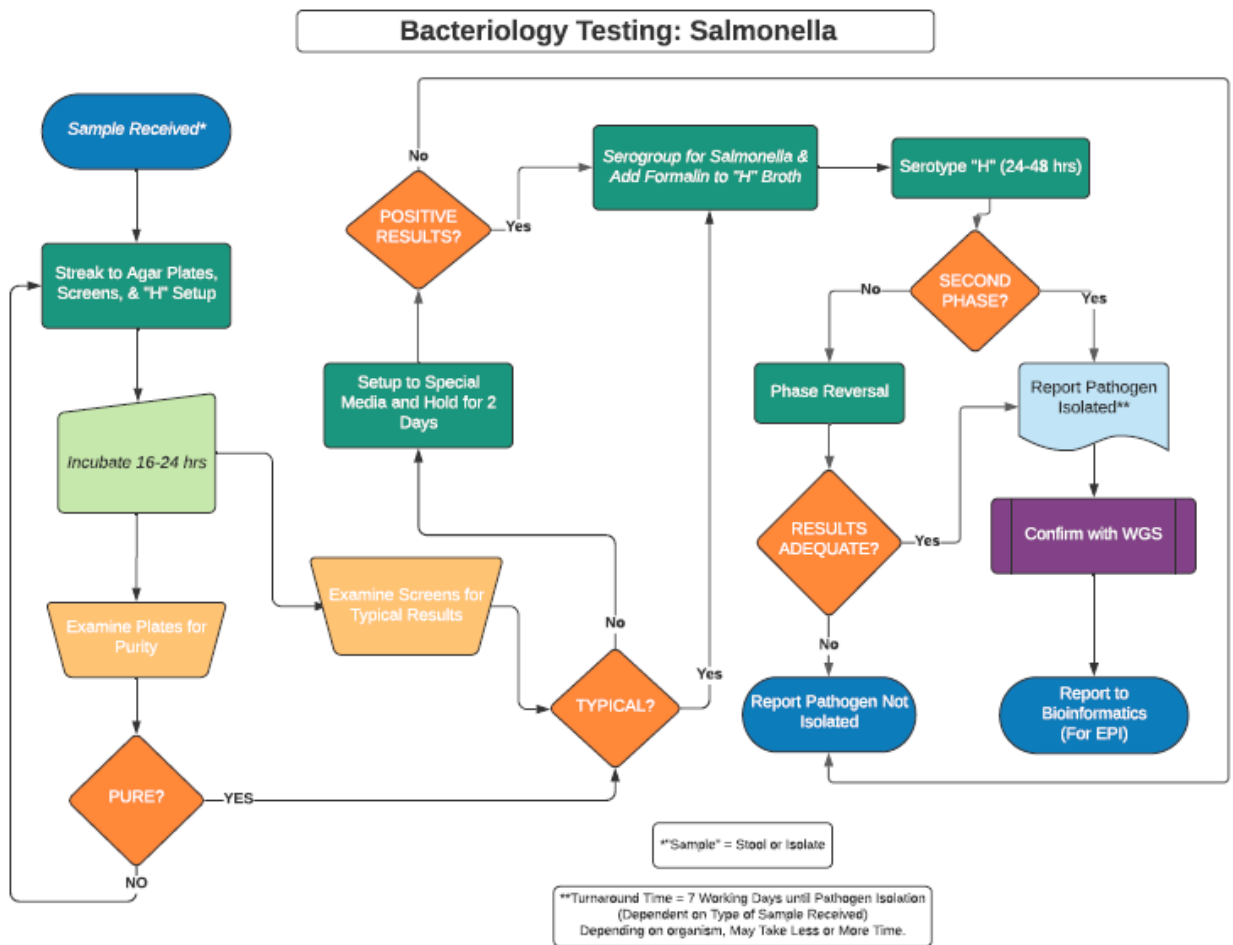 Bacteriology Testing: Salmonella
Sample Received*
Streak to Agar Plates,
Screens, & "H" Setup
Incubate 16-24 hrs
Examine Plates for
Purity
PURE?
YES
NO
Examine Screens for
Typical Results
TYPICAL?
No
Yes
Setup to Special
Media and Hold for 2
Days
POSITIVE
RESULTS?
No
Yes
Serogroup for Salmonella &
Add Formalin to "H" Broth
Serotype "H" (24-48 hrs)
SECOND
PHASE?
No
Yes
Phase Reversal
RESULTS
ADEQUATE?
Yes
No
Report Pathogen Not
Isolated
Report Pathogen
Isolated**
Confirm with WGS
Report to
Bioinformatics
(For EPI)
*"Sample" = Stool or Isolate
**Turnaround Time = 7 Working Days until Pathogen Isolation
(Dependent on Type of Sample Received)
Depending on organism, May Take Less or More Time.